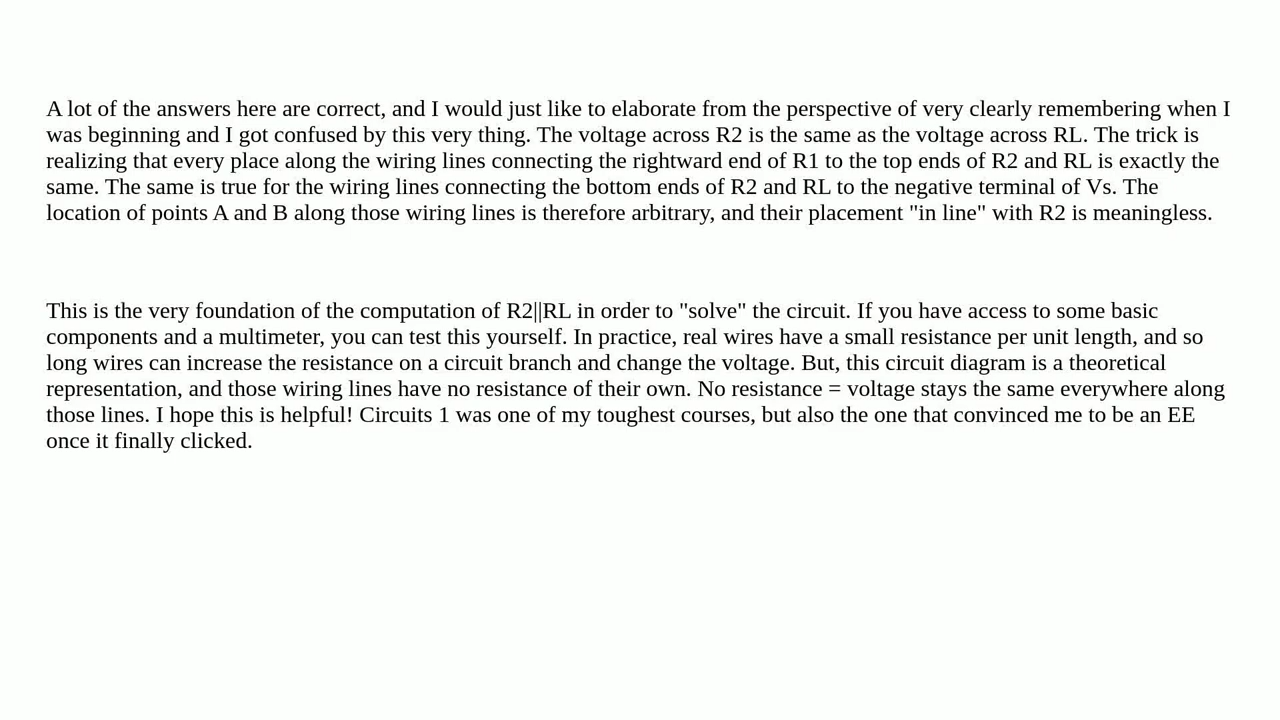 A lot of the answers here are correct, and I would just like to elaborate from the perspective of very clearly remembering when I
was beginning and I got confused by this very thing. The voltage across R2 is the same as the voltage across RL. The trick is
realizing that every place along the wiring lines connecting the rightward end of R1 to the top ends of R2 and RL is exactly the
same. The same is true for the wiring lines connecting the bottom ends of R2 and RL to the negative terminal of Vs. The
location of points A and B along those wiring lines is therefore arbitrary, and their placement "in line" with R2 is meaningless.
This is the very foundation of the computation of R2||RL in order to "solve" the circuit. If you have access to some basic
components and a multimeter, you can test this yourself. In practice, real wires have a small resistance per unit length, and so
long wires can increase the resistance on a circuit branch and change the voltage. But, this circuit diagram is a theoretical
representation, and those wiring lines have no resistance of their own. No resistance = voltage stays the same everywhere along
those lines. I hope this is helpful! Circuits 1 was one of my toughest courses, but also the one that convinced me to be an EE
once it finally clicked.